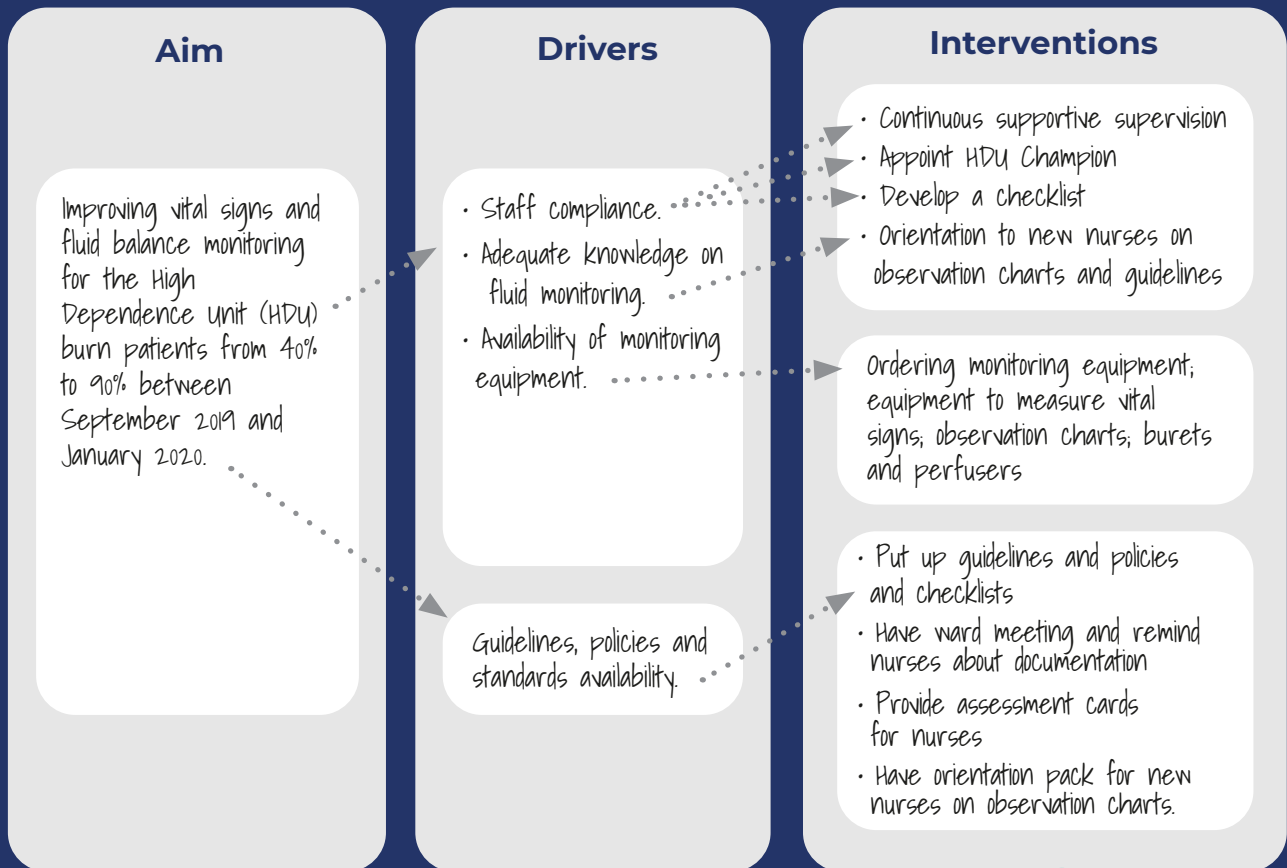 Aim
Improving vital signs and
fluid balance monitoring
for the High
Dependence Unit (HDU)
burn patients from 40%
to 90% between
September 2019 and
January 2020.
Drivers
· Staff compliance.
· Adequate knowledge on
fluid monitoring.
· Availability of monitoring
equipment.
Guidelines, policies and
standards availability.
Interventions
· Continuous supportive supervision
· Appoint HDU Champion
· Develop a checklist
· Orientation to new nurses on
observation charts and guidelines
Ordering monitoring equipment;
equipment to measure vital
signs; observation charts; burets
and perfusers
· Put up guidelines and policies
and checklists
· Have ward meeting and remind
nurses about documentation
· Provide assessment cards
for nurses
· Have orientation pack for new
nurses on observation charts.